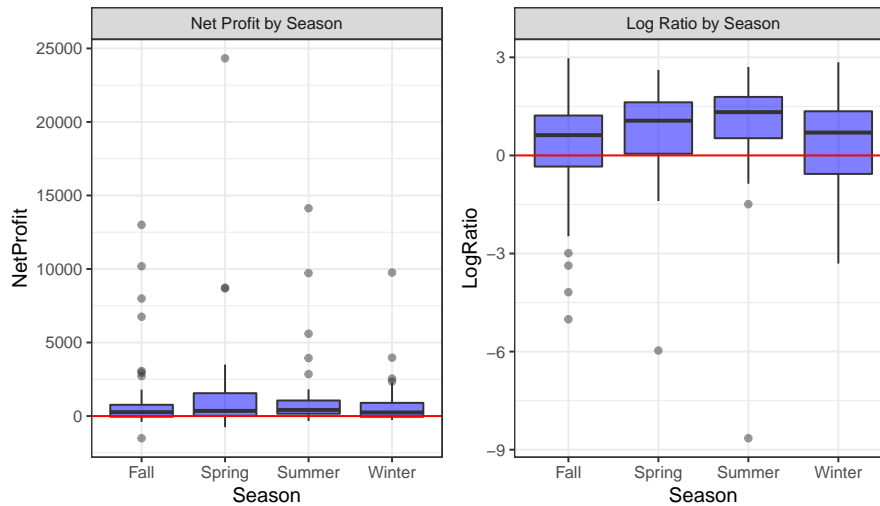 Net Profit by Season
25000
20000
15000
10000
5000
0
NetProfit
Fall Spring Summer Winter
Season
Log Ratio by Season
3
0
−3
−6
−9
LogRatio
Fall Spring Summer Winter
Season